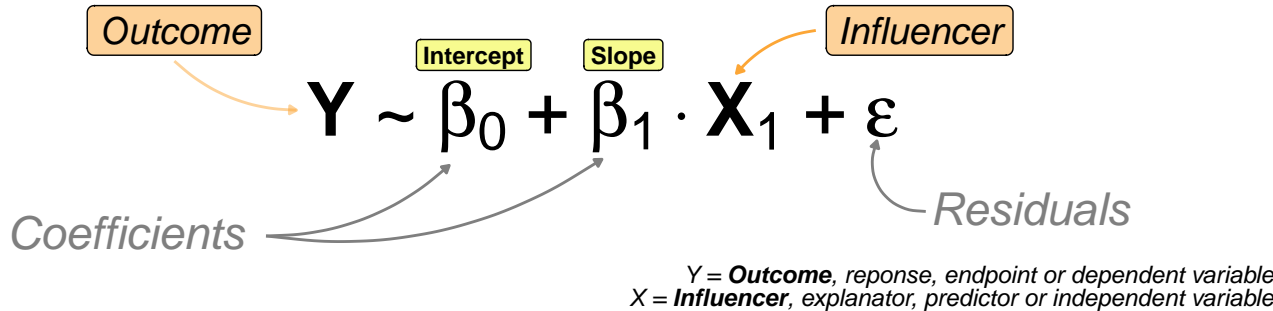 Outcome
Influencer
Intercept
Slope
Y ~ β₀ + β₁ · X₁ + ε
Coefficients
Residuals
Y = Outcome, reponse, endpoint or dependent variable
X = Influencer, explanator, predictor or independent variable